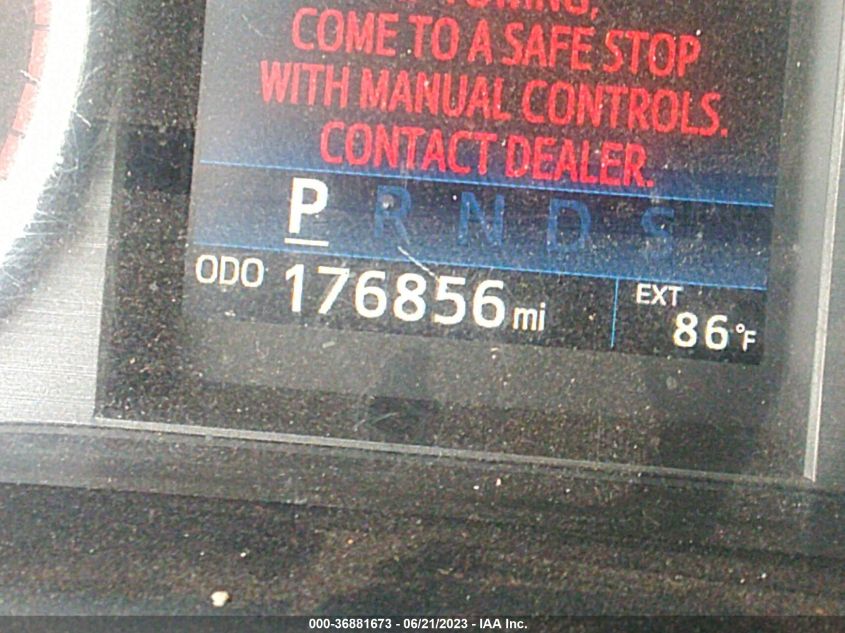 COME TO A SAFE STOP
WITH MANUAL CONTROLS.
CONTACT DEALER.
P R N D S
ODO 176856 mi
EXT
86°F
000-36881673 - 06/21/2023 - IAA Inc.